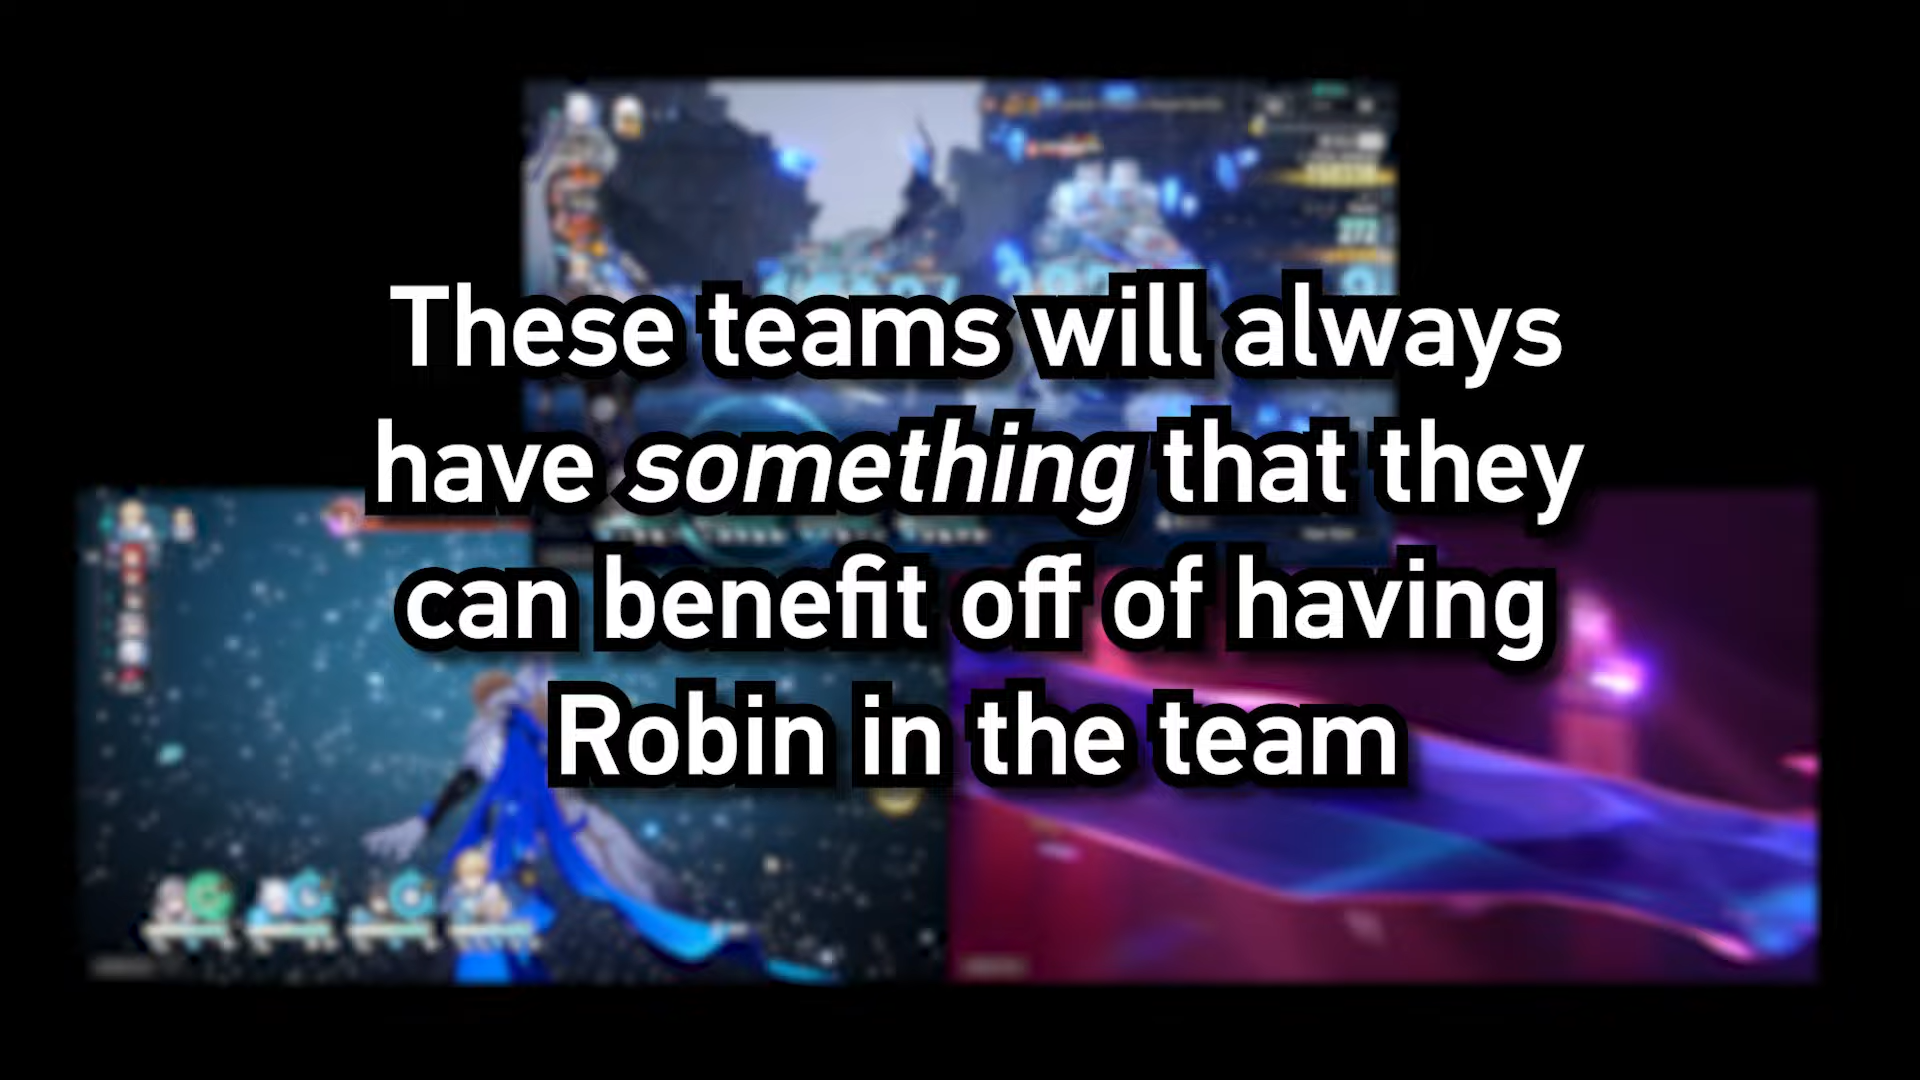 These teams will always
have something that they
can benefit off of having
Robin in the team